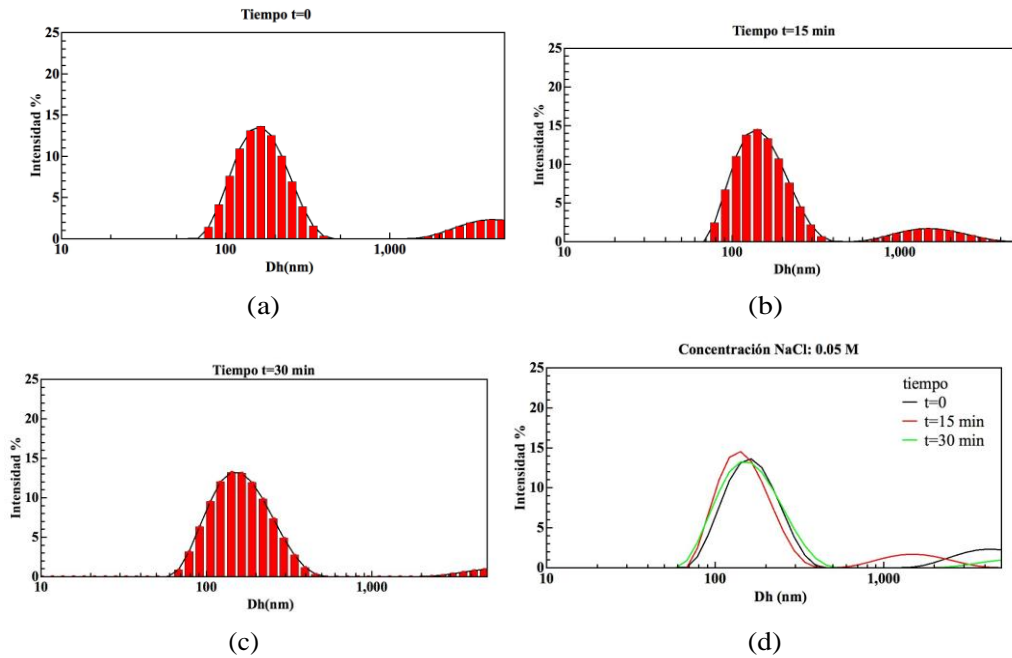 Tiempo t=0
25
20
15
10
5
0
Intensidad %
10
100
1,000
Dh(nm)
(a)
Tiempo t=15 min
25
20
15
10
5
0
Intensidad %
10
100
1,000
Dh(nm)
(b)
Tiempo t=30 min
25
20
15
10
5
0
Intensidad %
10
100
1,000
Dh(nm)
(c)
Concentración NaCl: 0.05 M
25
20
15
10
5
0
Intensidad %
tiempo
t=0
t=15 min
t=30 min
10
100
1,000
Dh (nm)
(d)